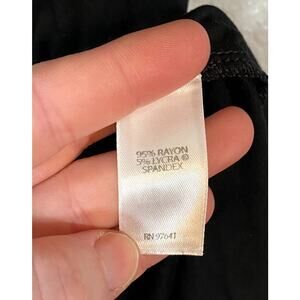 95% RAYON
5% LYCRA ®
SPANDEX
RN 97641